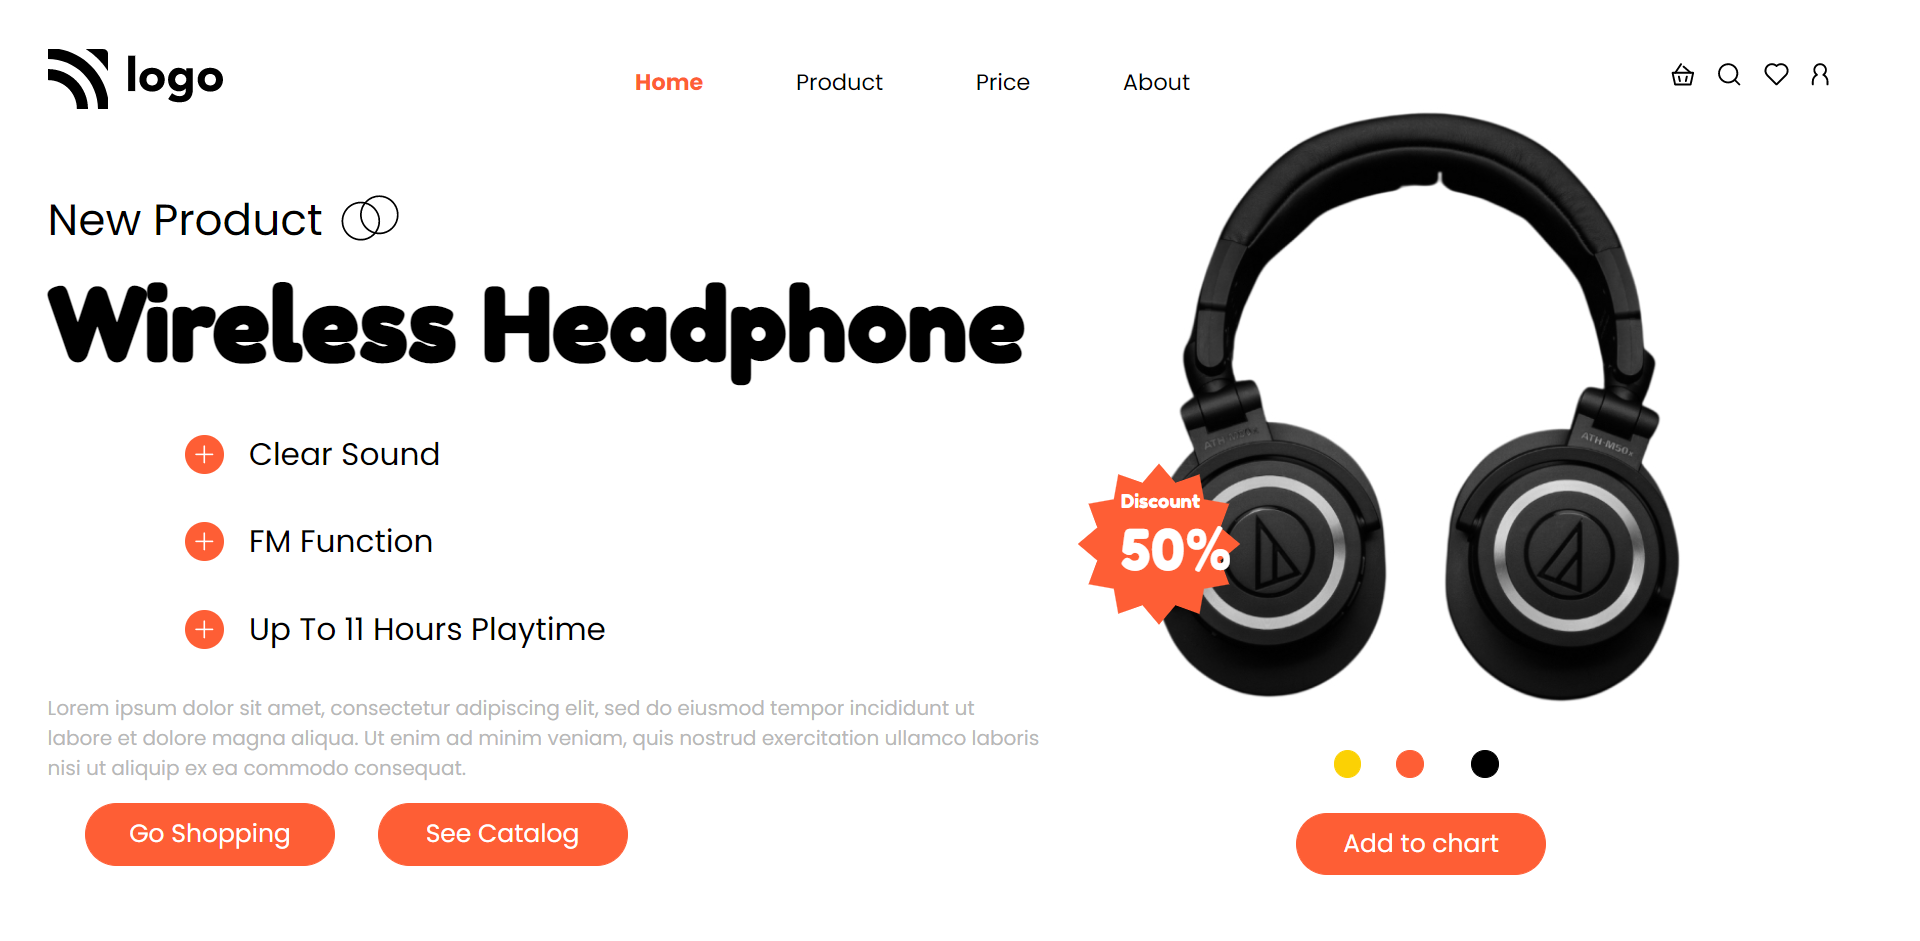 logo
Home
Product
Price
About
New Product
Wireless Headphone
Clear Sound
FM Function
Up To 11 Hours Playtime
Lorem ipsum dolor sit amet, consectetur adipiscing elit, sed do eiusmod tempor incididunt ut
labore et dolore magna aliqua. Ut enim ad minim veniam, quis nostrud exercitation ullamco laboris
nisi ut aliquip ex ea commodo consequat.
Go Shopping
See Catalog
ATH-M50x
ATH-M50x
Discount
50%
Add to chart